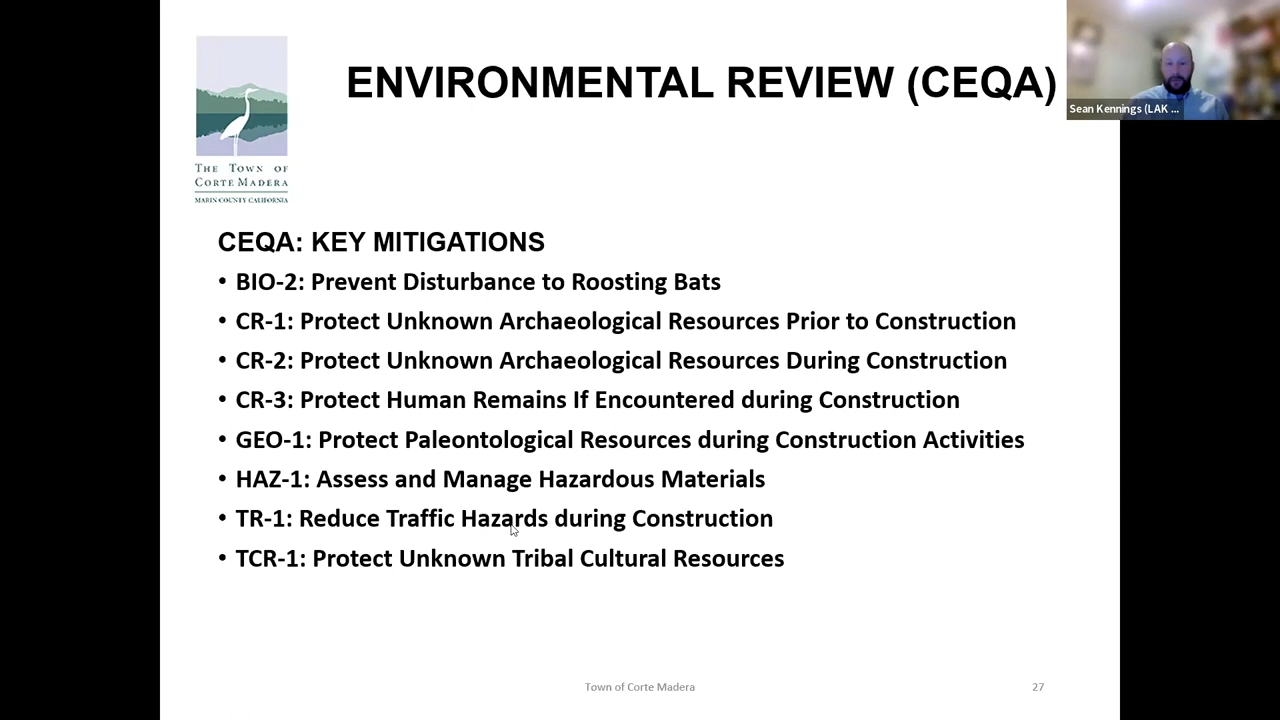 ENVIRONMENTAL REVIEW (CEQA)
Sean Kennings (LAK ...
THE TOWN OF
CORTE MADERA
MARIN COUNTY CALIFORNIA
CEQA: KEY MITIGATIONS
• BIO-2: Prevent Disturbance to Roosting Bats
• CR-1: Protect Unknown Archaeological Resources Prior to Construction
• CR-2: Protect Unknown Archaeological Resources During Construction
• CR-3: Protect Human Remains If Encountered during Construction
• GEO-1: Protect Paleontological Resources during Construction Activities
• HAZ-1: Assess and Manage Hazardous Materials
• TR-1: Reduce Traffic Hazards during Construction
• TCR-1: Protect Unknown Tribal Cultural Resources
Town of Corte Madera
27